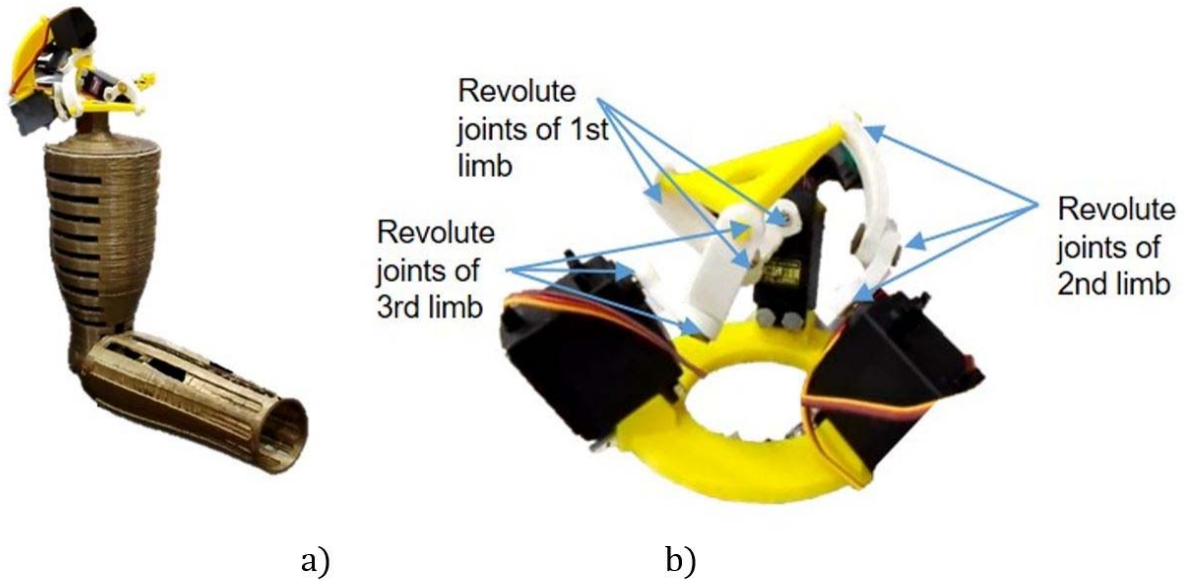 Revolute
joints of 1st
limb
Revolute
joints of
3rd limb
Revolute
joints of
2nd limb
a)
b)